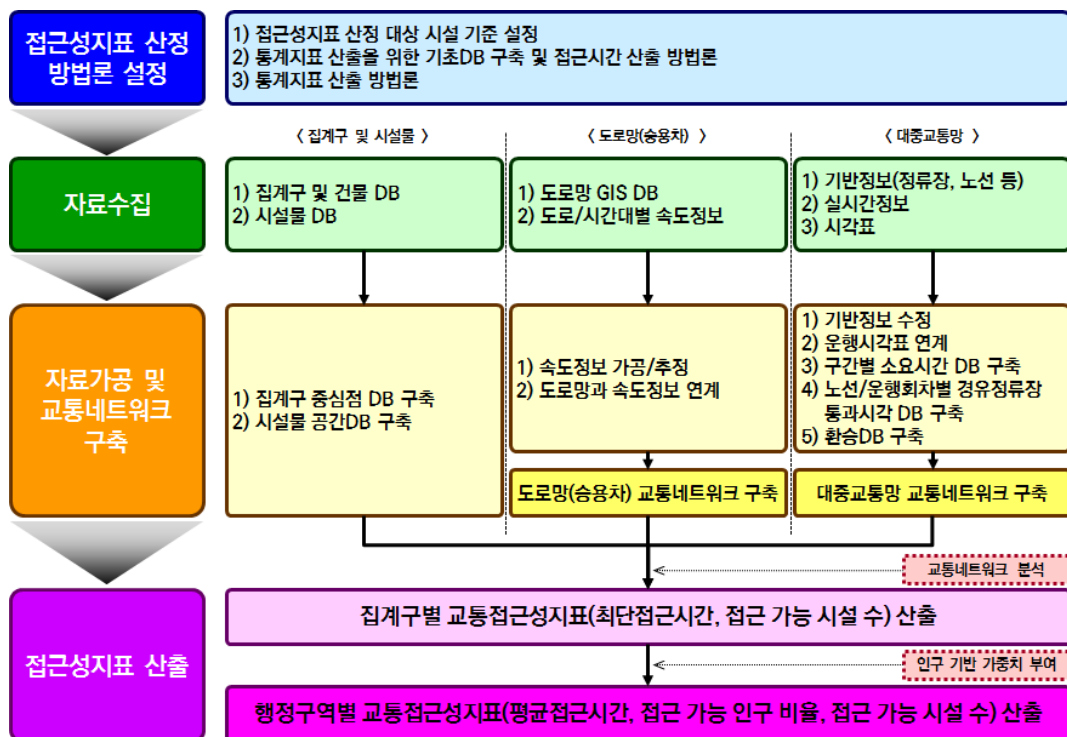 접근성지표 산정
방법론 설정
1) 접근성지표 산정 대상 시설 기준 설정
2) 통계지표 산출을 위한 기초DB 구축 및 접근시간 산출 방법론
3) 통계지표 산출 방법론
〈 집계구 및 시설물 〉
〈 도로망(승용차) 〉
〈 대중교통망 〉
자료수집
1) 집계구 및 건물 DB
2) 시설물 DB
1) 도로망 GIS DB
2) 도로/시간대별 속도정보
1) 기반정보(정류장, 노선 등)
2) 실시간정보
3) 시각표
자료가공 및
교통네트워크
구축
1) 집계구 중심점 DB 구축
2) 시설물 공간DB 구축
1) 속도정보 가공/추정
2) 도로망과 속도정보 연계
1) 기반정보 수정
2) 운행시각표 연계
3) 구간별 소요시간 DB 구축
4) 노선/운행회차별 경유정류장
통과시각 DB 구축
5) 환승DB 구축
도로망(승용차) 교통네트워크 구축
대중교통망 교통네트워크 구축
교통네트워크 분석
접근성지표 산출
집계구별 교통접근성지표(최단접근시간, 접근 가능 시설 수) 산출
인구 기반 가중치 부여
행정구역별 교통접근성지표(평균접근시간, 접근 가능 인구 비율, 접근 가능 시설 수) 산출